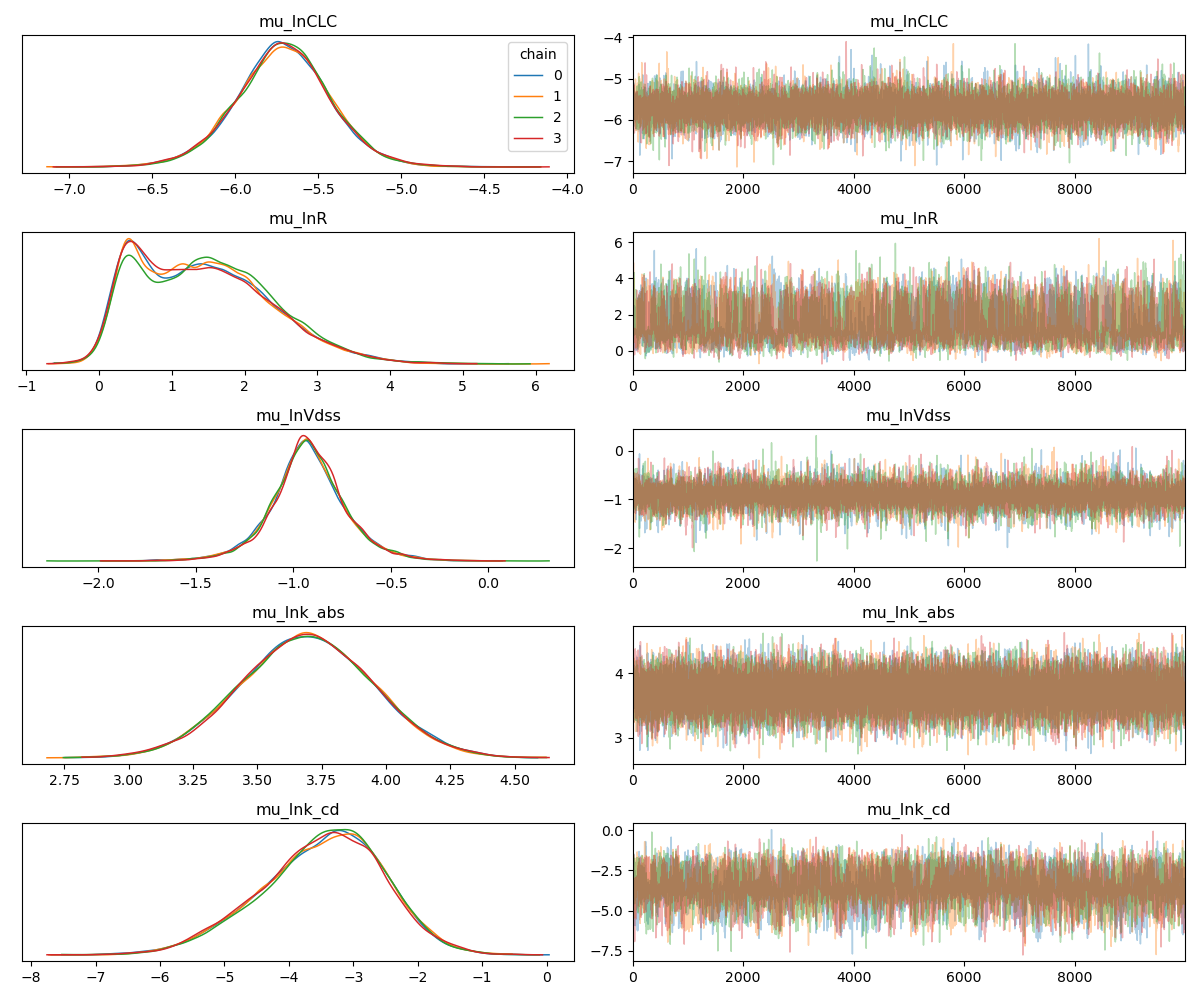 mu_lnCLC
chain
0
1
2
3
−7.0 −6.5 −6.0 −5.5 −5.0 −4.5 −4.0
mu_lnCLC
−4
−5
−6
−7
0 2000 4000 6000 8000
mu_lnR
−1 0 1 2 3 4 5 6
mu_lnR
6
4
2
0
0 2000 4000 6000 8000
mu_lnVdss
−2.0 −1.5 −1.0 −0.5 0.0
mu_lnVdss
0
−1
−2
0 2000 4000 6000 8000
mu_lnk_abs
2.75 3.00 3.25 3.50 3.75 4.00 4.25 4.50
mu_lnk_abs
4
3
0 2000 4000 6000 8000
mu_lnk_cd
−8 −7 −6 −5 −4 −3 −2 −1 0
mu_lnk_cd
0.0
−2.5
−5.0
−7.5
0 2000 4000 6000 8000